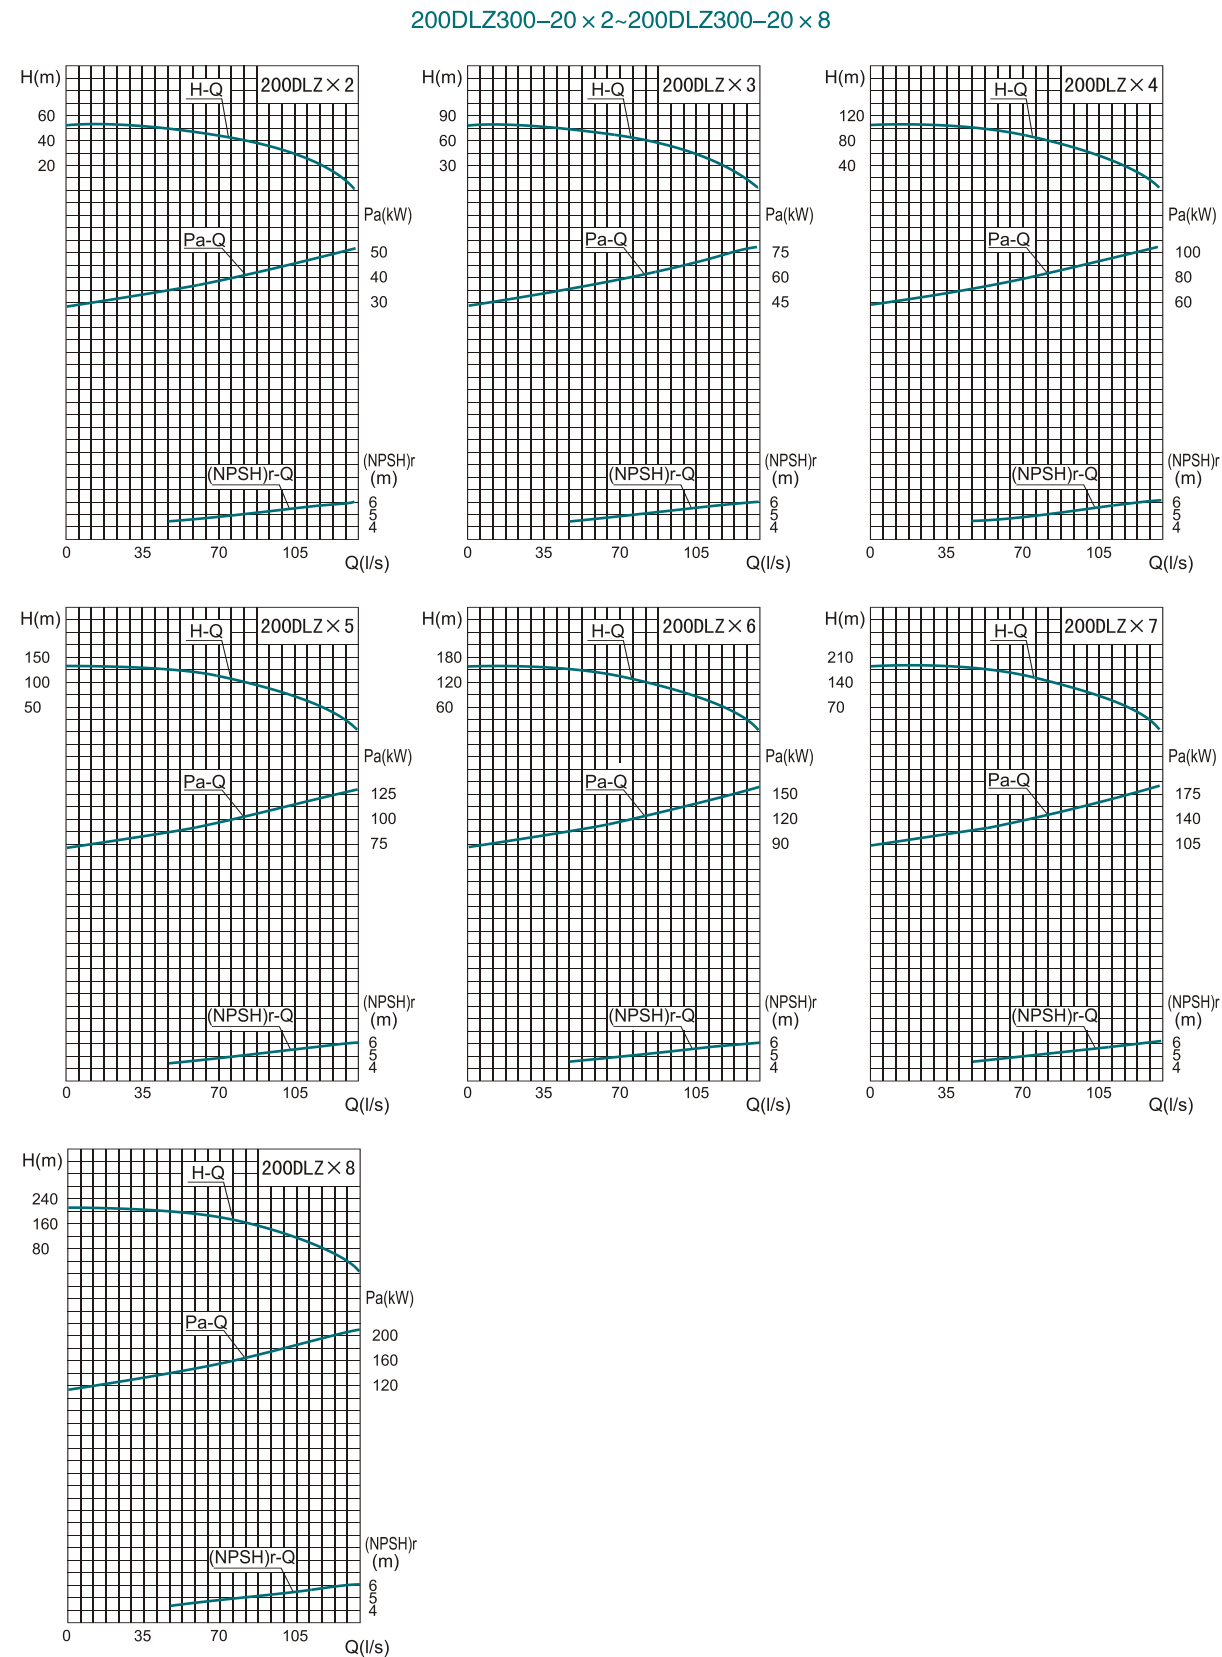 200DLZ300–20×2~200DLZ300–20×8
H(m)
H-Q
200DLZ×2
60
40
20
Pa(kW)
Pa-Q
50
40
30
(NPSH)r
(m)
(NPSH)r-Q
6
5
4
0 35 70 105
Q(l/s)
H(m)
H-Q
200DLZ×3
90
60
30
Pa(kW)
Pa-Q
75
60
45
(NPSH)r
(m)
(NPSH)r-Q
6
5
4
0 35 70 105
Q(l/s)
H(m)
H-Q
200DLZ×4
120
80
40
Pa(kW)
Pa-Q
100
80
60
(NPSH)r
(m)
(NPSH)r-Q
6
5
4
0 35 70 105
Q(l/s)
H(m)
H-Q
200DLZ×5
150
100
50
Pa(kW)
Pa-Q
125
100
75
(NPSH)r
(m)
(NPSH)r-Q
6
5
4
0 35 70 105
Q(l/s)
H(m)
H-Q
200DLZ×6
180
120
60
Pa(kW)
Pa-Q
150
120
90
(NPSH)r
(m)
(NPSH)r-Q
6
5
4
0 35 70 105
Q(l/s)
H(m)
H-Q
200DLZ×7
210
140
70
Pa(kW)
Pa-Q
175
140
105
(NPSH)r
(m)
(NPSH)r-Q
6
5
4
0 35 70 105
Q(l/s)
H(m)
H-Q
200DLZ×8
240
160
80
Pa(kW)
Pa-Q
200
160
120
(NPSH)r
(m)
(NPSH)r-Q
6
5
4
0 35 70 105
Q(l/s)